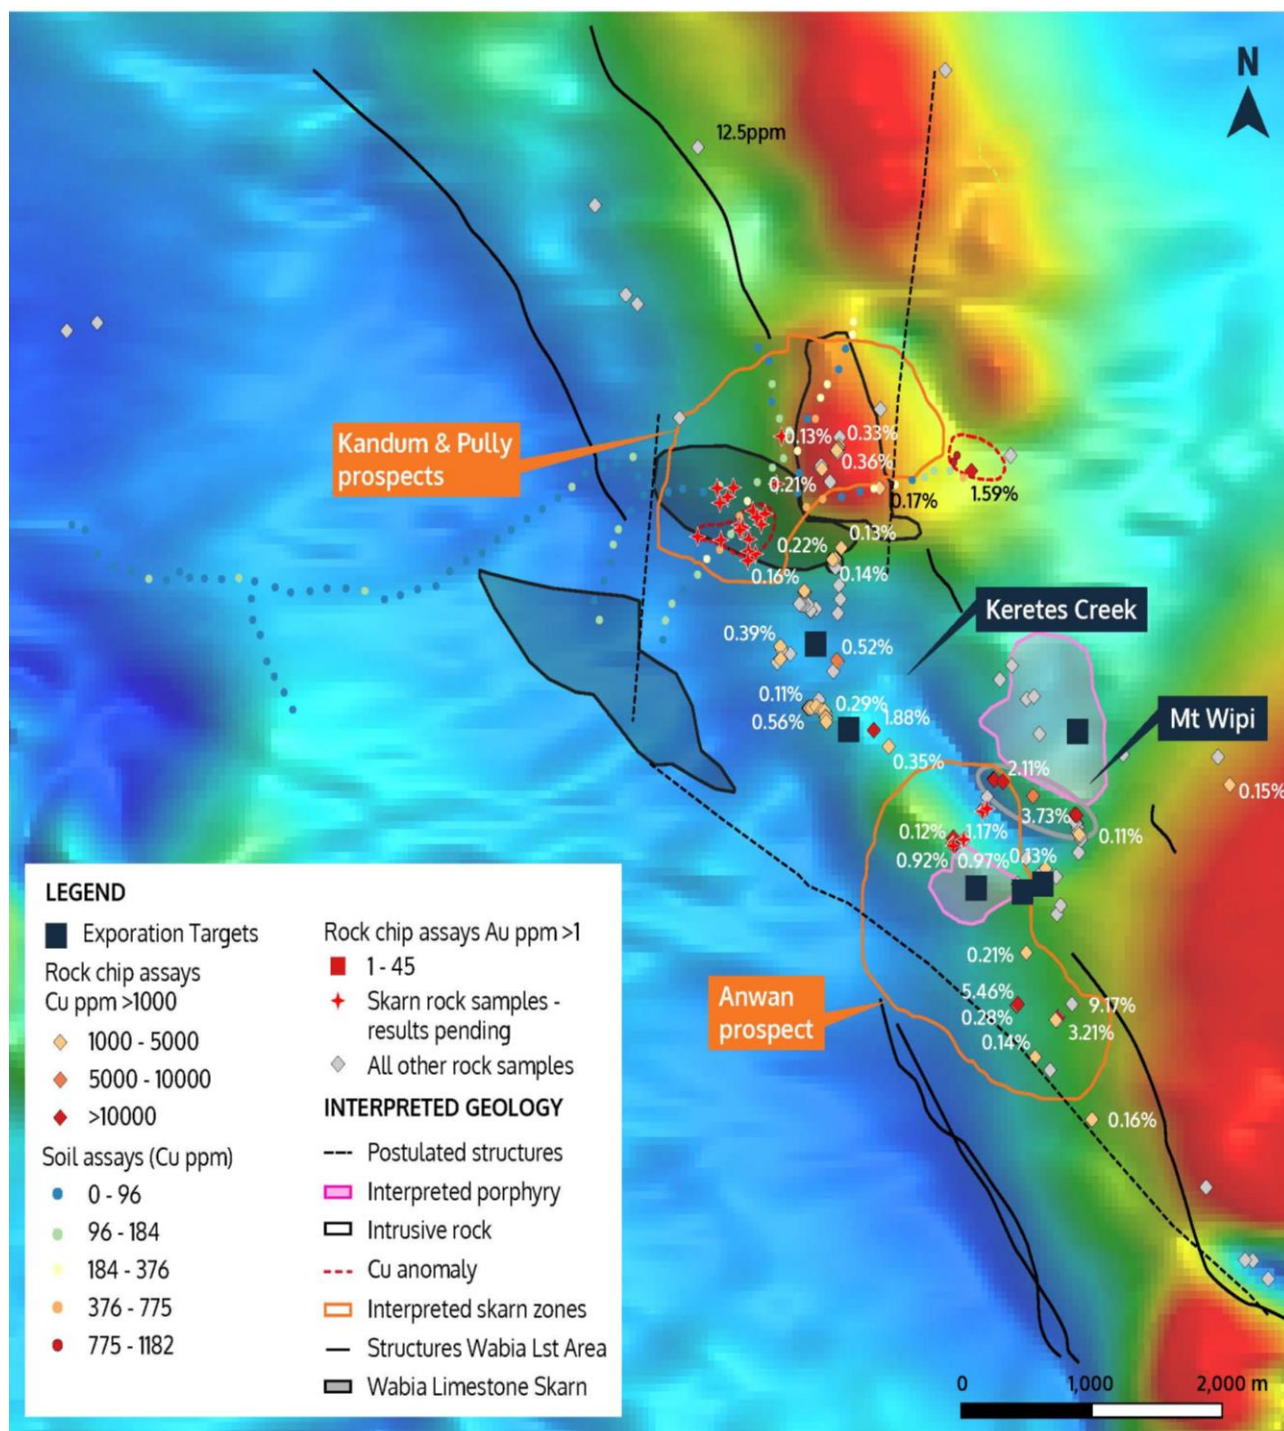 N
12.5ppm
Kandum & Pully
prospects
0.13%
0.33%
0.36%
0.21%
0.17%
1.59%
0.13%
0.22%
0.16%
0.14%
Keretes Creek
0.39%
0.52%
0.11%
0.29%
0.56%
1.88%
Mt Wipi
0.35%
2.11%
0.15%
3.73%
0.12%
1.17%
0.11%
0.92%
0.97%
0.13%
0.21%
Anwan
prospect
5.46%
0.28%
9.17%
3.21%
0.14%
0.16%
LEGEND
Exporation Targets
Rock chip assays
Cu ppm >1000
1000 - 5000
5000 - 10000
>10000
Soil assays (Cu ppm)
0 - 96
96 - 184
184 - 376
376 - 775
775 - 1182
Rock chip assays Au ppm >1
1 - 45
Skarn rock samples -
results pending
All other rock samples
INTERPRETED GEOLOGY
Postulated structures
Interpreted porphyry
Intrusive rock
Cu anomaly
Interpreted skarn zones
Structures Wabia Lst Area
Wabia Limestone Skarn
0
1,000
2,000 m